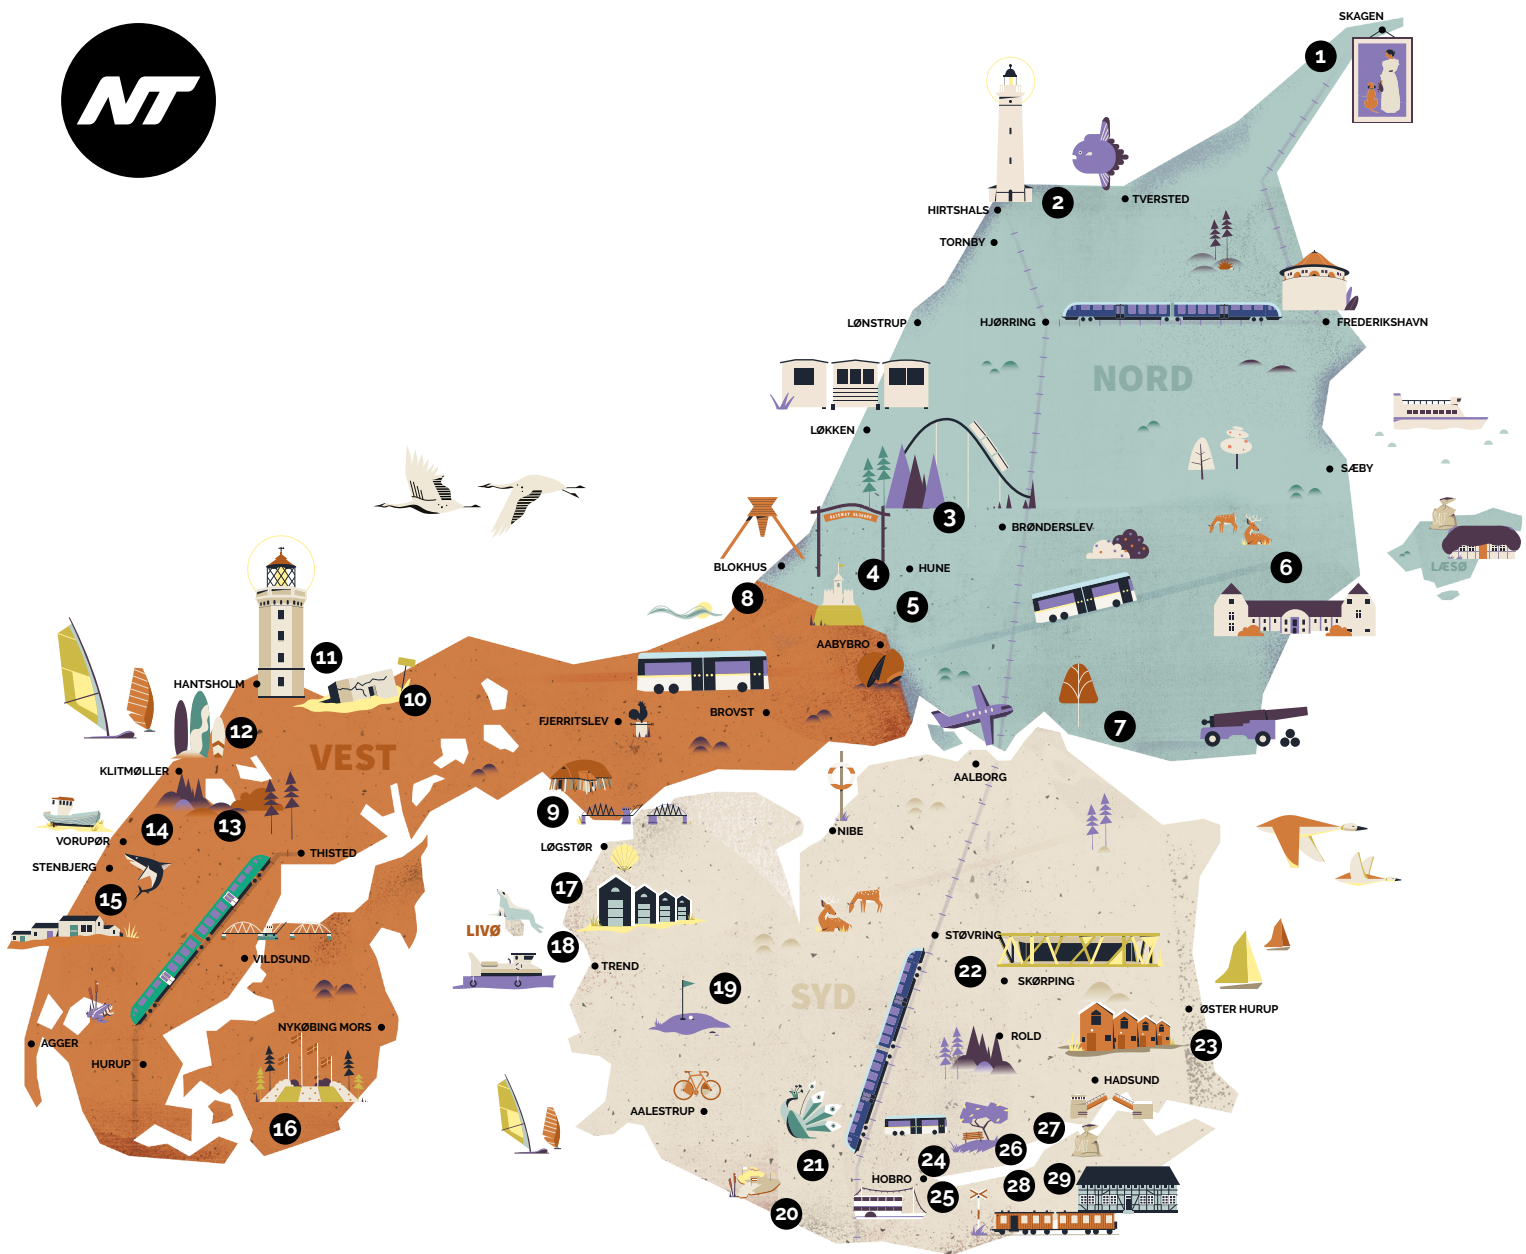 NT
SKAGEN
1
2
HIRTSHALS
TVERSTED
TORNBY
LØNSTRUP
HJØRRING
FREDERIKSHAVN
NORD
LØKKEN
SÆBY
3
BRØNDERSLEV
BLOKHUS
4
HUNE
6
LÆSØ
8
5
AABYBRO
11
HANTSHOLM
10
12
FJERRITSLEV
BROVST
7
VEST
KLITMØLLER
AALBORG
9
14
13
NIBE
VORUPØR
LØGSTØR
STENBJERG
THISTED
15
17
LIVØ
18
STØVRING
VILDSUND
TREND
22
SKØRPING
19
SYD
ØSTER HURUP
NYKØBING MORS
AGGER
ROLD
23
HURUP
HADSUND
AALESTRUP
16
27
26
21
24
HOBRO
25
28
29
20